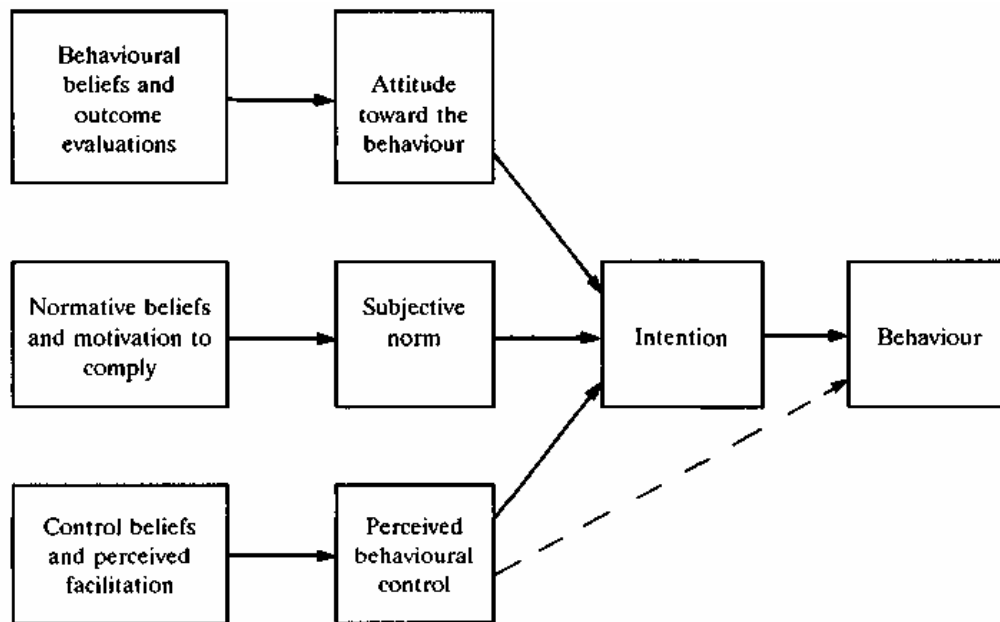 Behavioural
beliefs and
outcome
evaluations
Attitude
toward the
behaviour
Normative beliefs
and motivation to
comply
Subjective
norm
Intention
Behaviour
Control beliefs
and perceived
facilitation
Perceived
behavioural
control